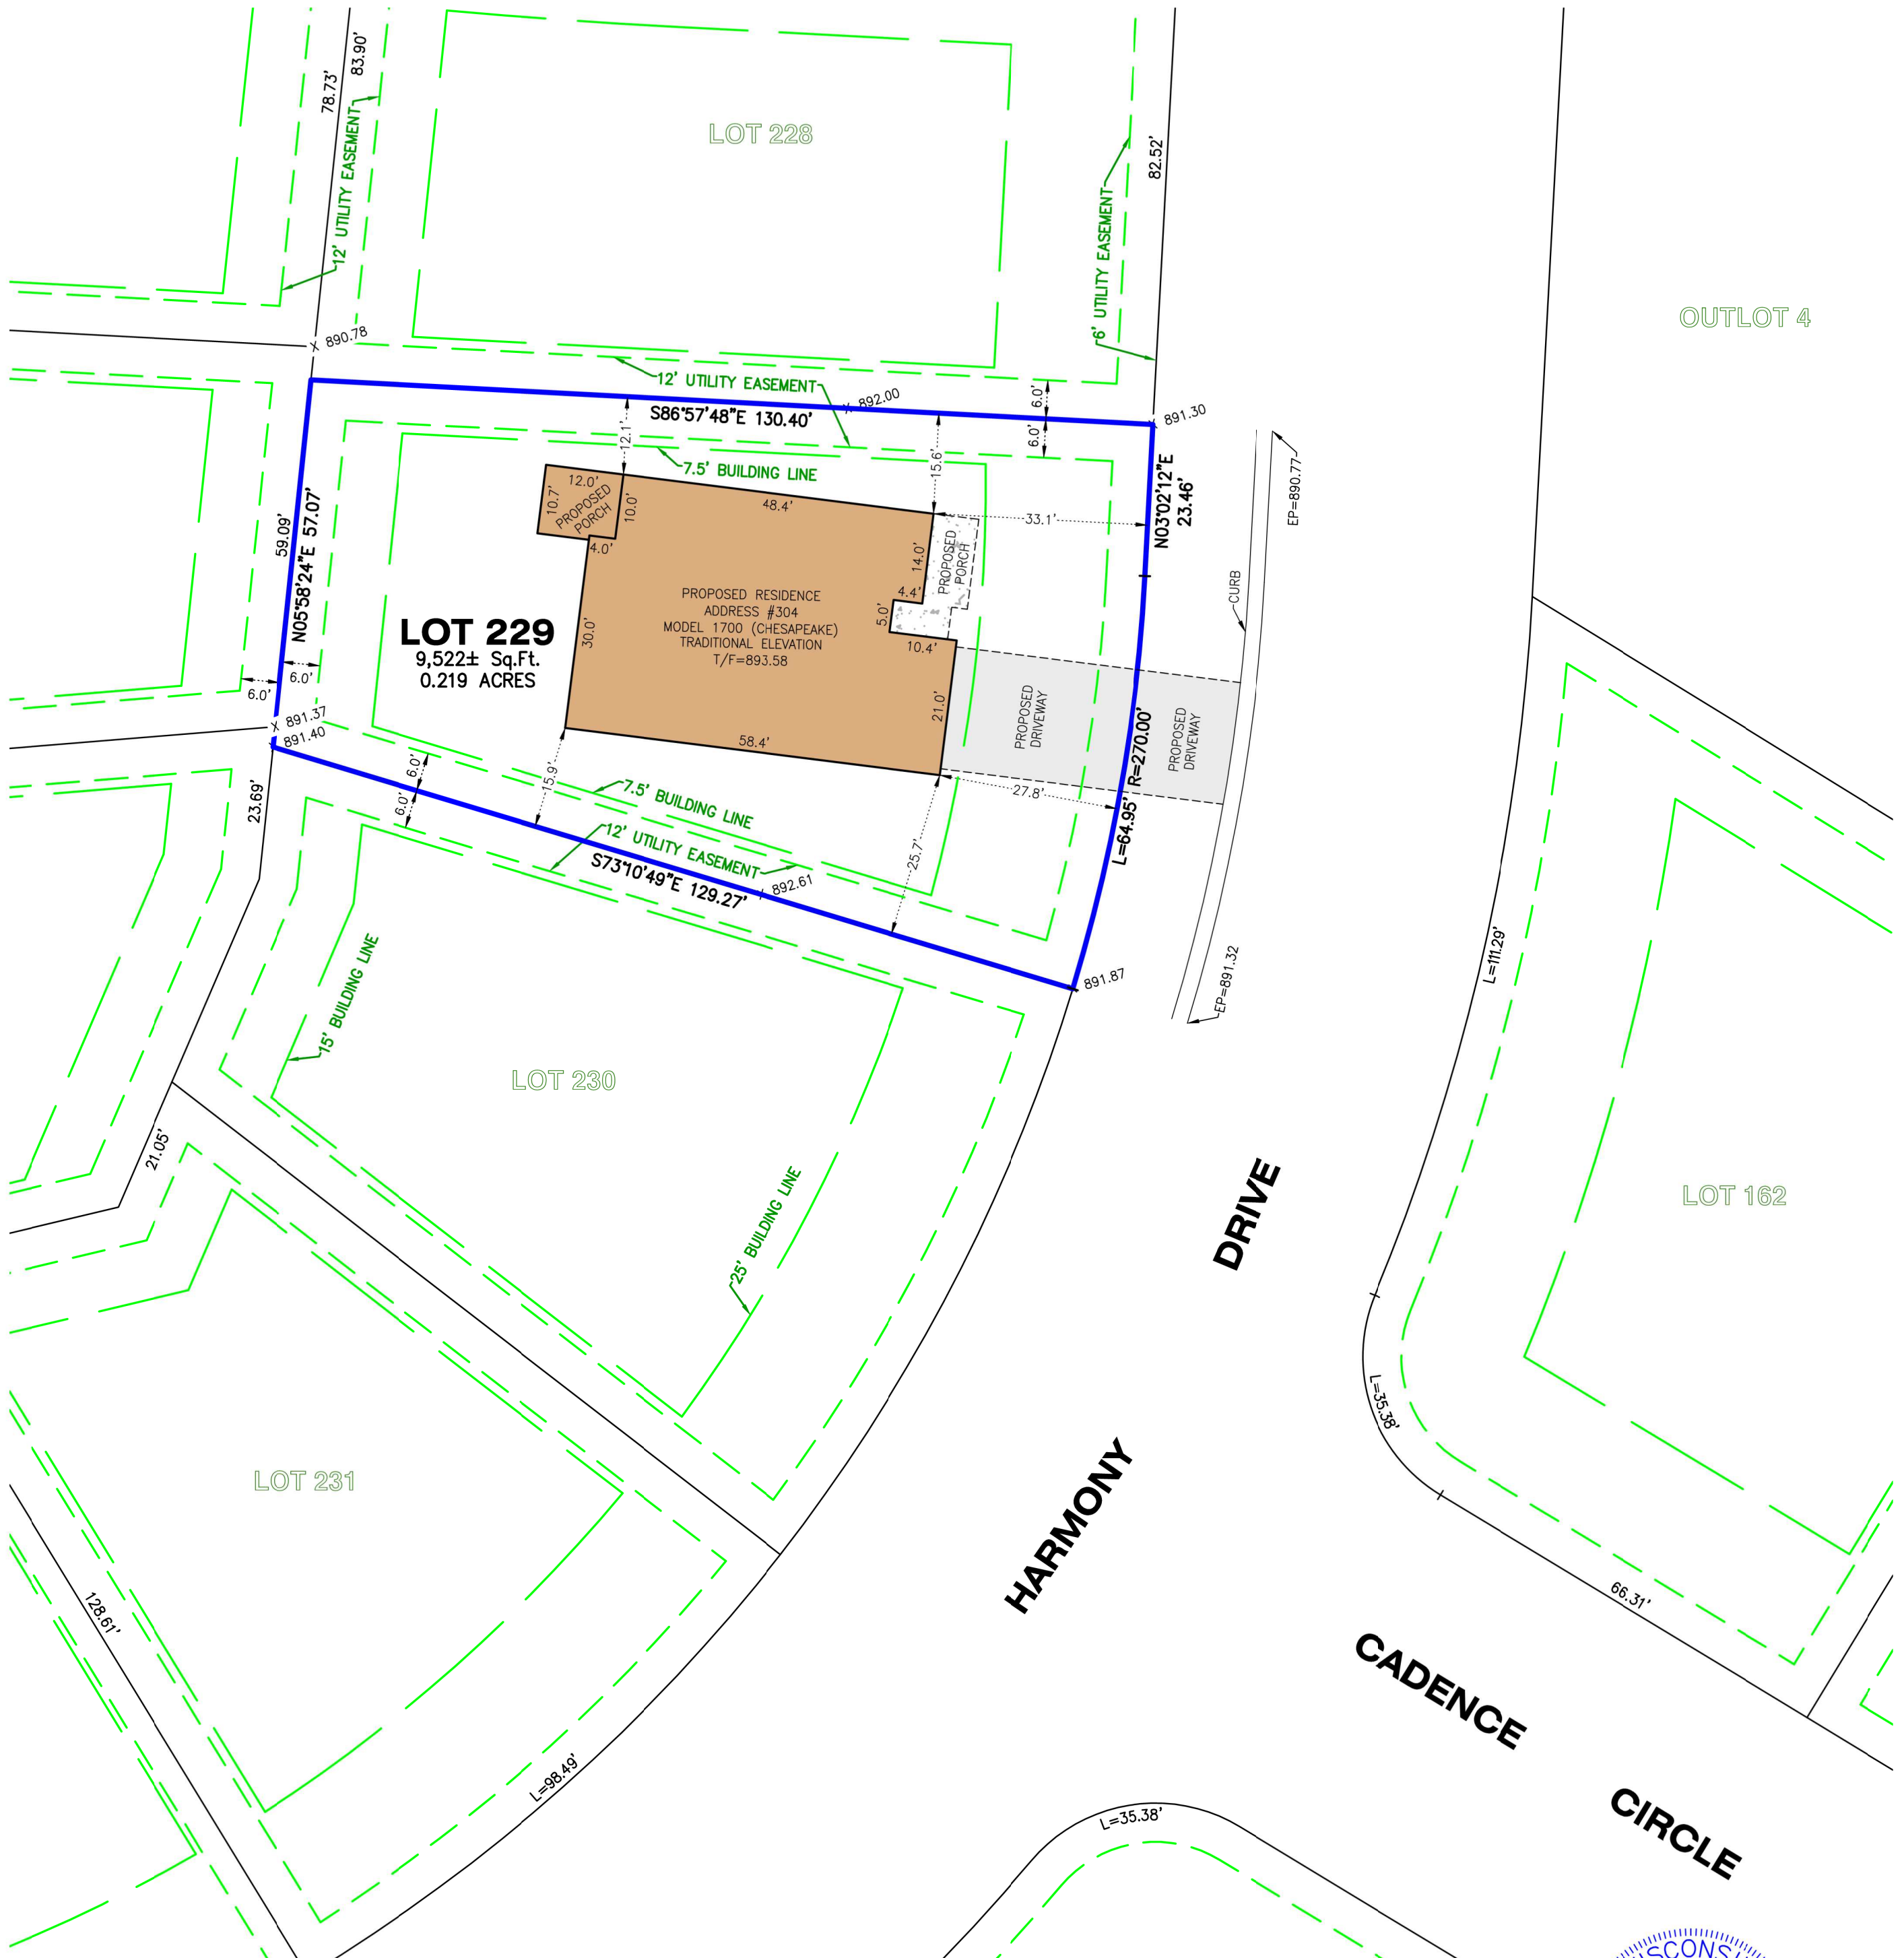 83.90'
78.73'
12' UTILITY EASEMENT
LOT 228
82.52'
6' UTILITY EASEMENT
OUTLOT 4
890.78
12' UTILITY EASEMENT
892.00
6.0'
891.30
S86°57'48"E 130.40'
12.1'
15.6'
6.0'
7.5' BUILDING LINE
EP=890.77
N03°02'12"E
23.46'
59.09'
N05°58'24"E 57.07'
12.0'
10.7'
PROPOSED
PORCH
10.0'
48.4'
33.1'
4.0'
14.0'
PROPOSED
PORCH
CURB
LOT 229
9,522± Sq.Ft.
0.219 ACRES
30.0'
PROPOSED RESIDENCE
ADDRESS #304
MODEL 1700 (CHESAPEAKE)
TRADITIONAL ELEVATION
T/F=893.58
4.4'
5.0'
10.4'
6.0'
6.0'
891.37
891.40
21.0'
PROPOSED
DRIVEWAY
PROPOSED
DRIVEWAY
L=64.95' R=270.00'
58.4'
6.0'
6.0'
15.9'
27.8'
23.69'
7.5' BUILDING LINE
12' UTILITY EASEMENT
S73°10'49"E 129.27'
892.61
25.7'
891.87
EP=891.32
L=111.29'
15' BUILDING LINE
LOT 230
21.05'
25' BUILDING LINE
DRIVE
LOT 162
L=35.38'
LOT 231
HARMONY
128.61'
66.31'
CADENCE
L=98.49'
L=35.38'
CIRCLE